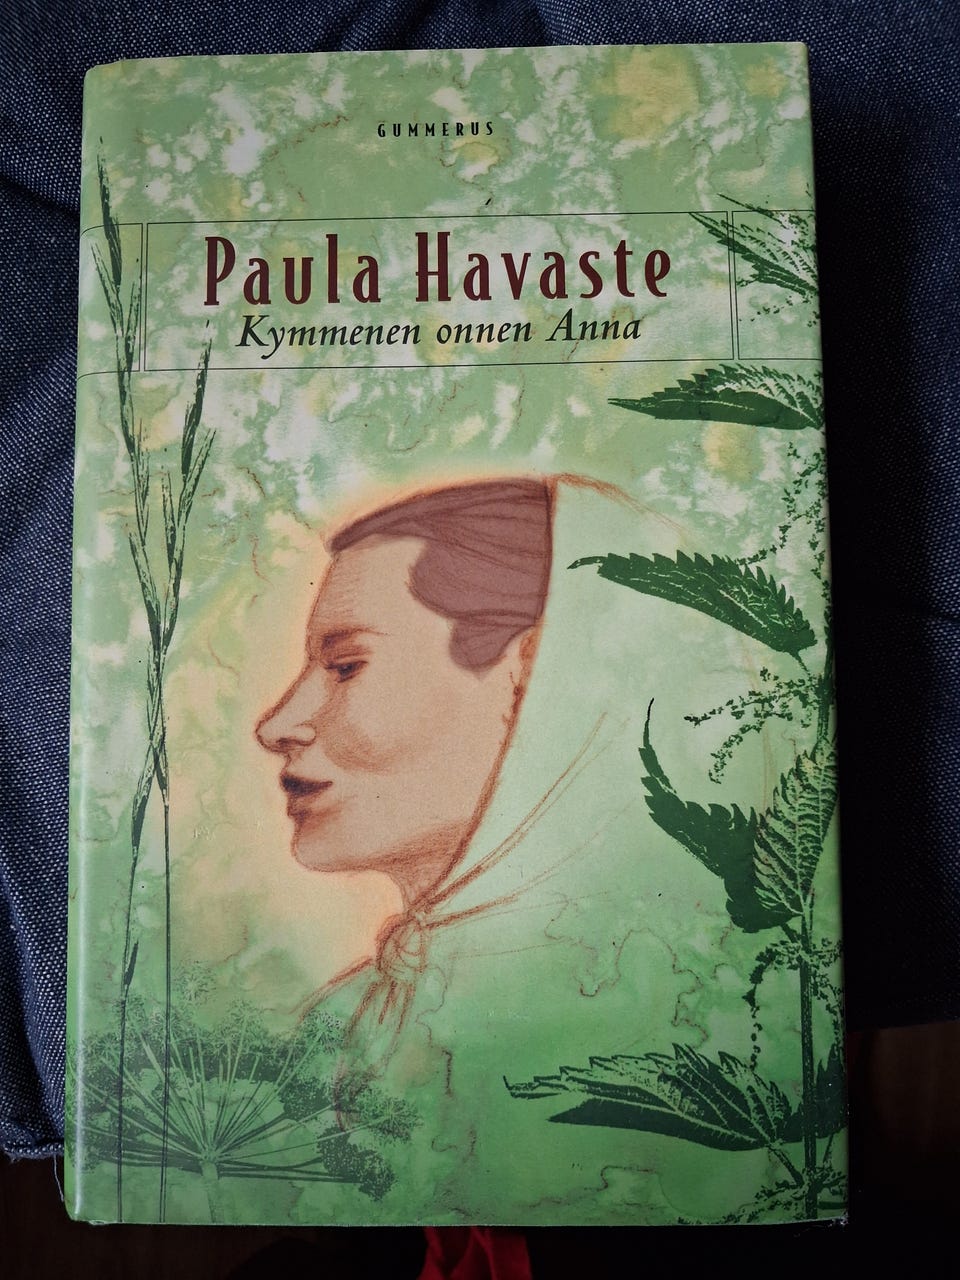 GUMMERUS
Paula Havaste
Kymmenen onnen Anna